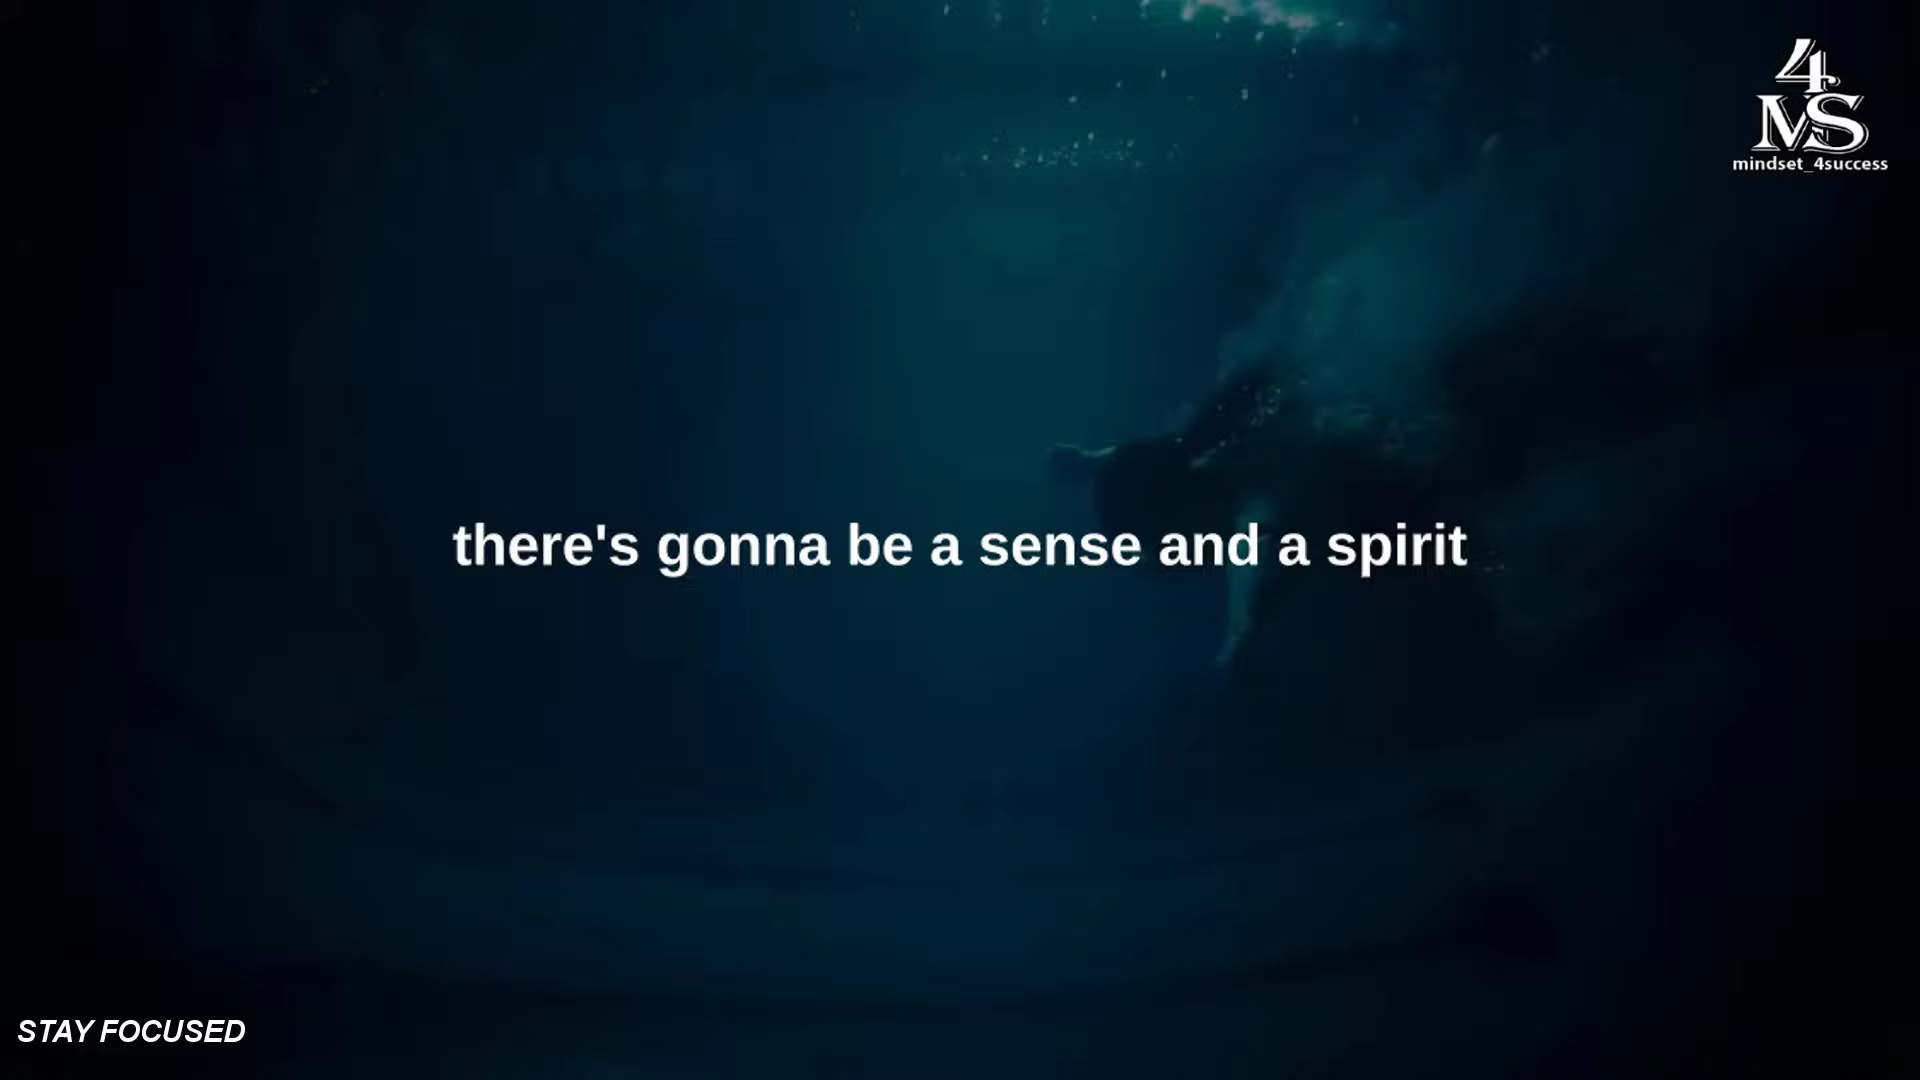 4
MS
mindset_4success
there's gonna be a sense and a spirit
STAY FOCUSED